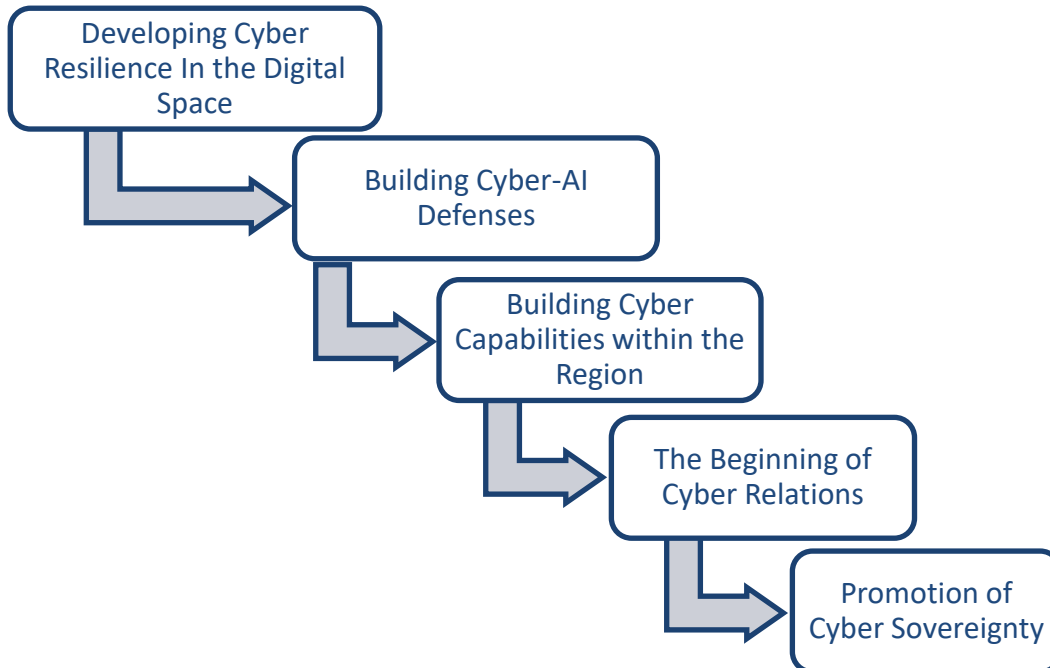 Developing Cyber
Resilience In the Digital
Space
Building Cyber-AI
Defenses
Building Cyber
Capabilities within the
Region
The Beginning of
Cyber Relations
Promotion of
Cyber Sovereignty